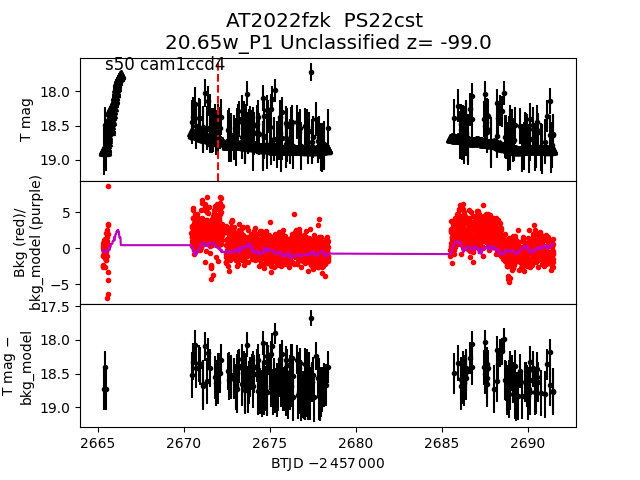 AT2022fzk  PS22cst
20.65w_P1 Unclassified z= -99.0
s50 cam1ccd4
T mag
18.0
18.5
19.0
Bkg (red)/
bkg_model (purple)
5
0
−5
T mag −
bkg_model
17.5
18.0
18.5
19.0
2665
2670
2675
2680
2685
2690
BTJD −2 457 000